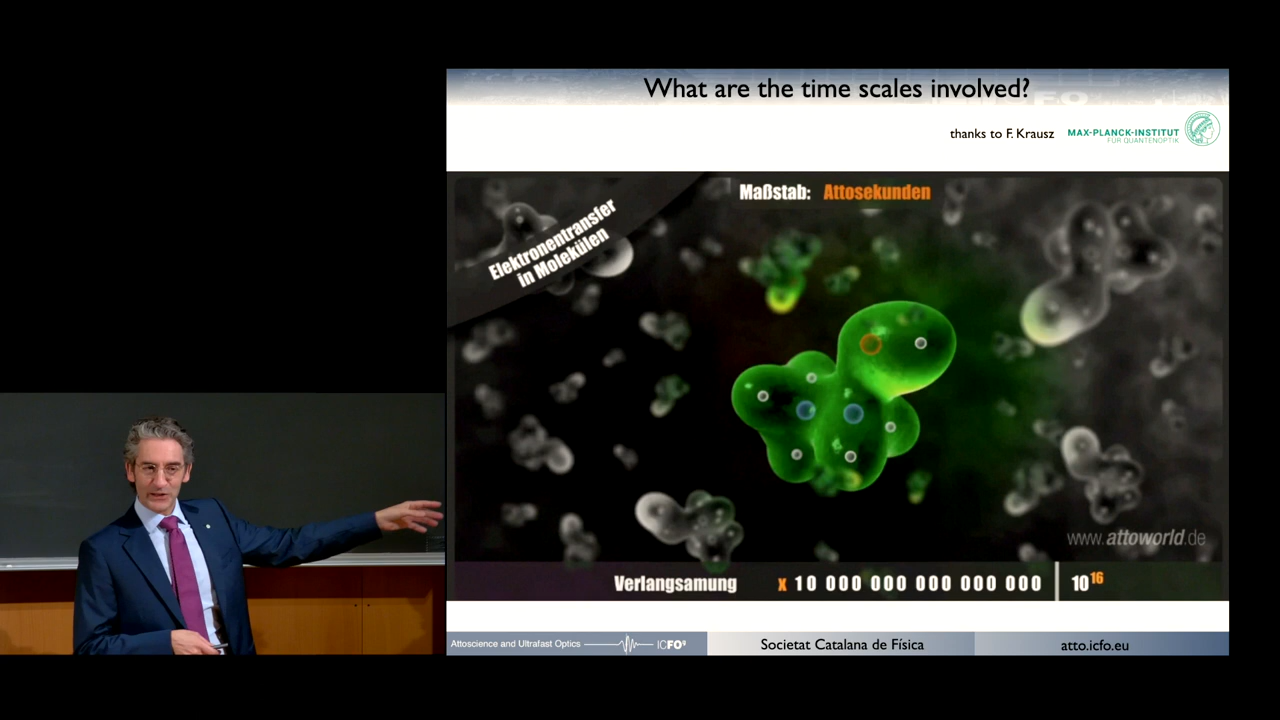 What are the time scales involved?
thanks to F. Krausz
MAX-PLANCK-INSTITUT
FÜR QUANTENOPTIK
Maßstab: Attosekunden
Elektronentransfer
in Molekülen
www.attoworld.de
Verlangsamung x 10 000 000 000 000 000 10¹⁶
Attoscience and Ultrafast Optics ICFO
Societat Catalana de Física
atto.icfo.eu